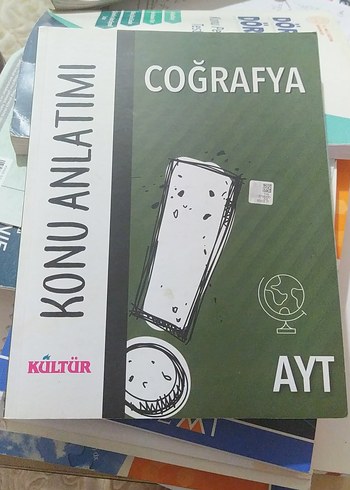 COĞRAFYA
KONU ANLATIMI
KÜLTÜR
AYT